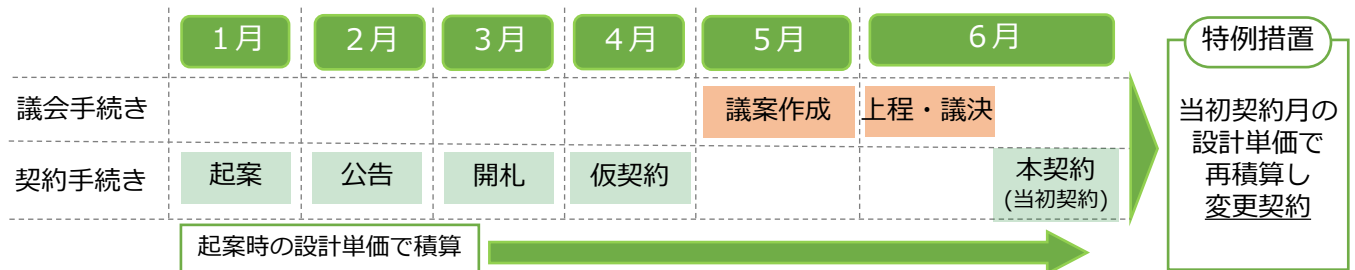 1月
2月
3月
4月
5月
6月
議会手続き
議案作成
上程・議決
契約手続き
起案
公告
開札
仮契約
本契約
(当初契約)
起案時の設計単価で積算
特例措置
当初契約月の
設計単価で
再積算し
変更契約